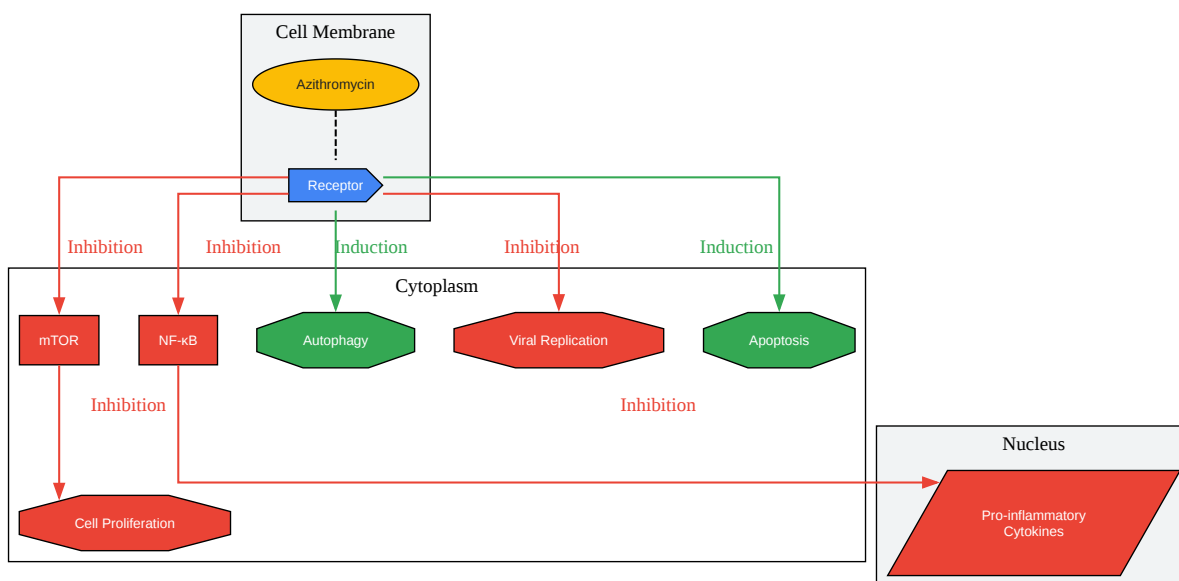 Cell Membrane
Azithromycin
Receptor
Inhibition
Inhibition
Induction
Inhibition
Induction
Cytoplasm
mTOR
NF-κB
Autophagy
Viral Replication
Apoptosis
Inhibition
Inhibition
Nucleus
Pro-inflammatory
Cytokines
Cell Proliferation